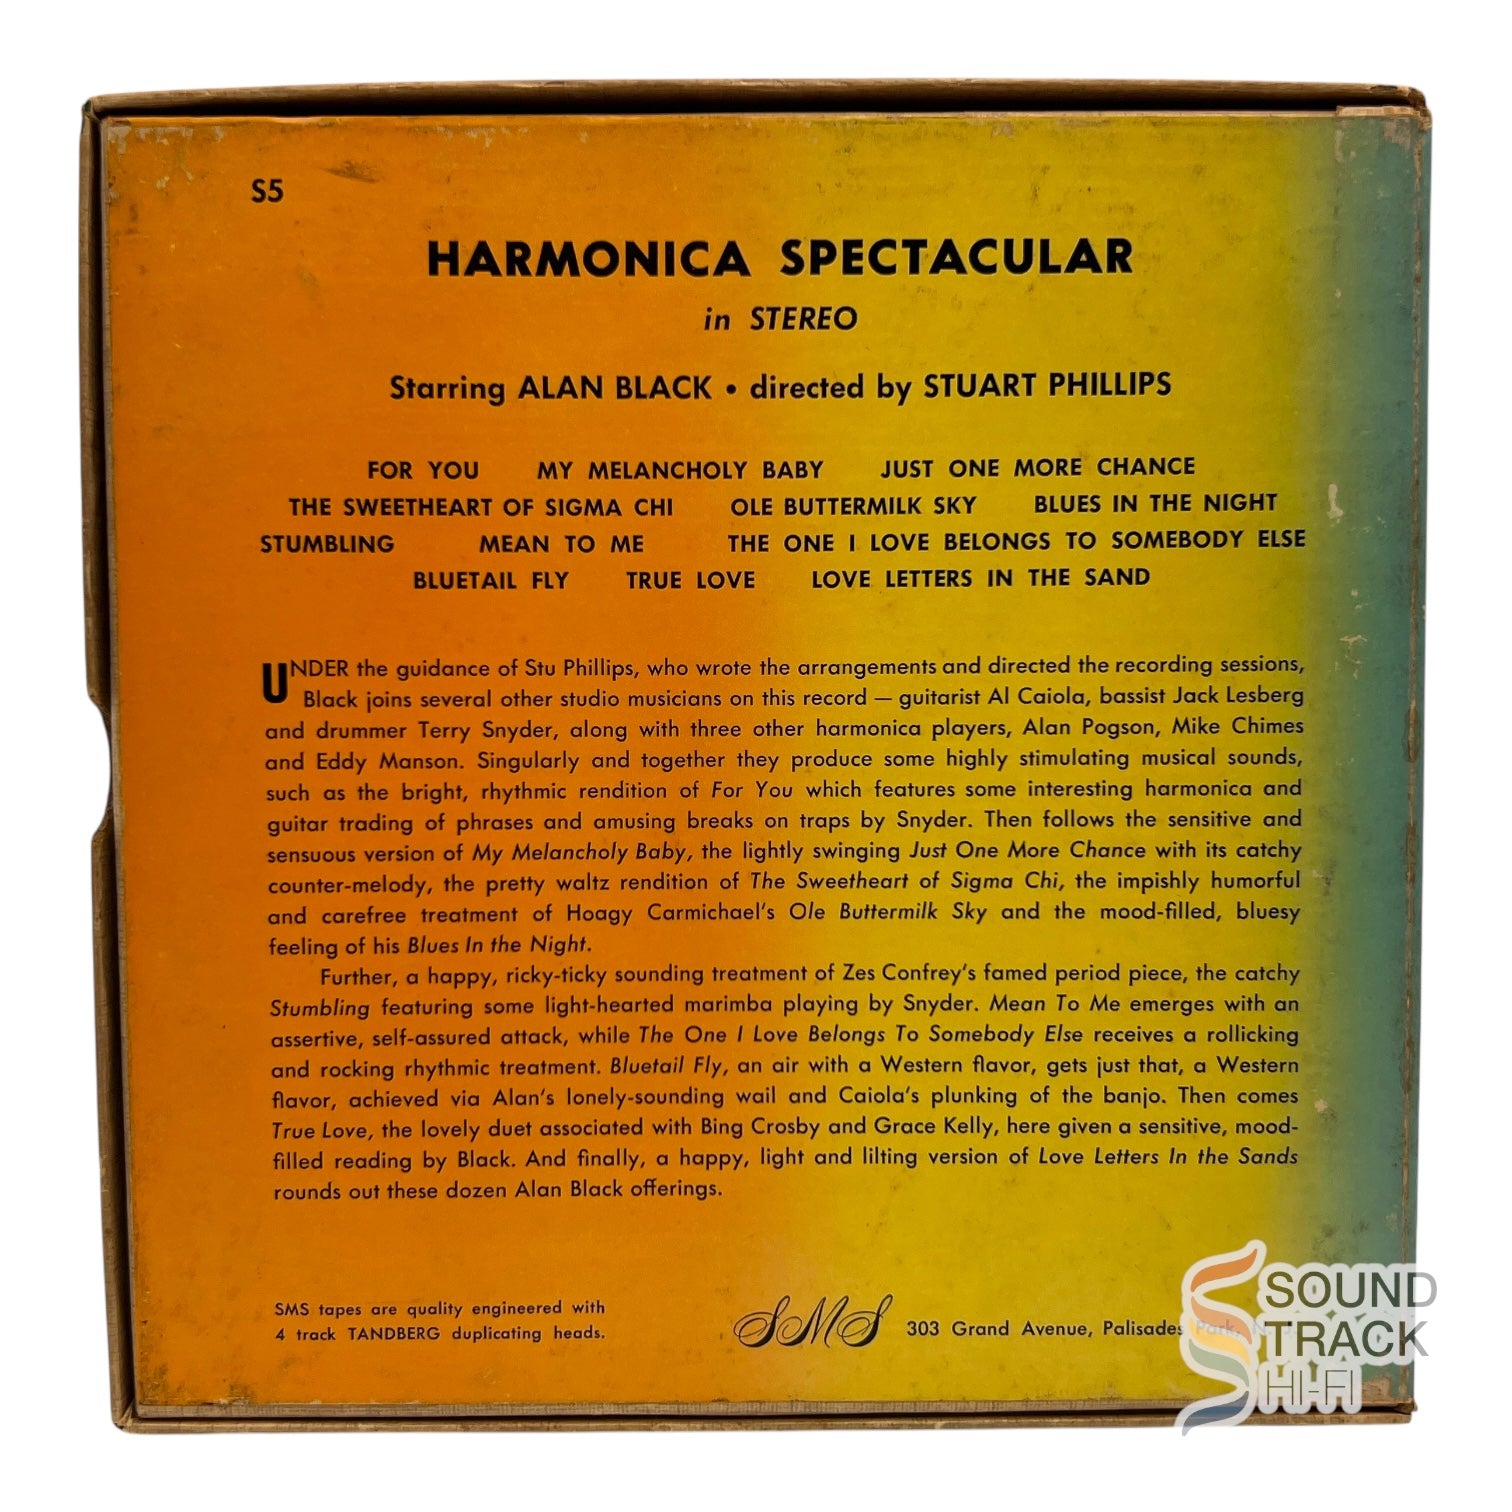 S5
HARMONICA SPECTACULAR
in STEREO
Starring ALAN BLACK • directed by STUART PHILLIPS
FOR YOU MY MELANCHOLY BABY JUST ONE MORE CHANCE
THE SWEETHEART OF SIGMA CHI OLE BUTTERMILK SKY BLUES IN THE NIGHT
STUMBLING MEAN TO ME THE ONE I LOVE BELONGS TO SOMEBODY ELSE
BLUETAIL FLY TRUE LOVE LOVE LETTERS IN THE SAND
UNDER the guidance of Stu Phillips, who wrote the arrangements and directed the recording sessions,
Black joins several other studio musicians on this record — guitarist Al Caiola, bassist Jack Lesberg
and drummer Terry Snyder, along with three other harmonica players, Alan Pogson, Mike Chimes
and Eddy Manson. Singularly and together they produce some highly stimulating musical sounds,
such as the bright, rhythmic rendition of For You which features some interesting harmonica and
guitar trading of phrases and amusing breaks on traps by Snyder. Then follows the sensitive and
sensuous version of My Melancholy Baby, the lightly swinging Just One More Chance with its catchy
counter-melody, the pretty waltz rendition of The Sweetheart of Sigma Chi, the impishly humorful
and carefree treatment of Hoagy Carmichael's Ole Buttermilk Sky and the mood-filled, bluesy
feeling of his Blues In the Night.
Further, a happy, ricky-ticky sounding treatment of Zes Confrey's famed period piece, the catchy
Stumbling featuring some light-hearted marimba playing by Snyder. Mean To Me emerges with an
assertive, self-assured attack, while The One I Love Belongs To Somebody Else receives a rollicking
and rocking rhythmic treatment. Bluetail Fly, an air with a Western flavor, gets just that, a Western
flavor, achieved via Alan's lonely-sounding wail and Caiola's plunking of the banjo. Then comes
True Love, the lovely duet associated with Bing Crosby and Grace Kelly, here given a sensitive, mood-
filled reading by Black. And finally, a happy, light and lilting version of Love Letters In the Sands
rounds out these dozen Alan Black offerings.
SMS tapes are quality engineered with
4 track TANDBERG duplicating heads.
SMS 303 Grand Avenue, Palisades Park,
SOUND
TRACK
HI-FI